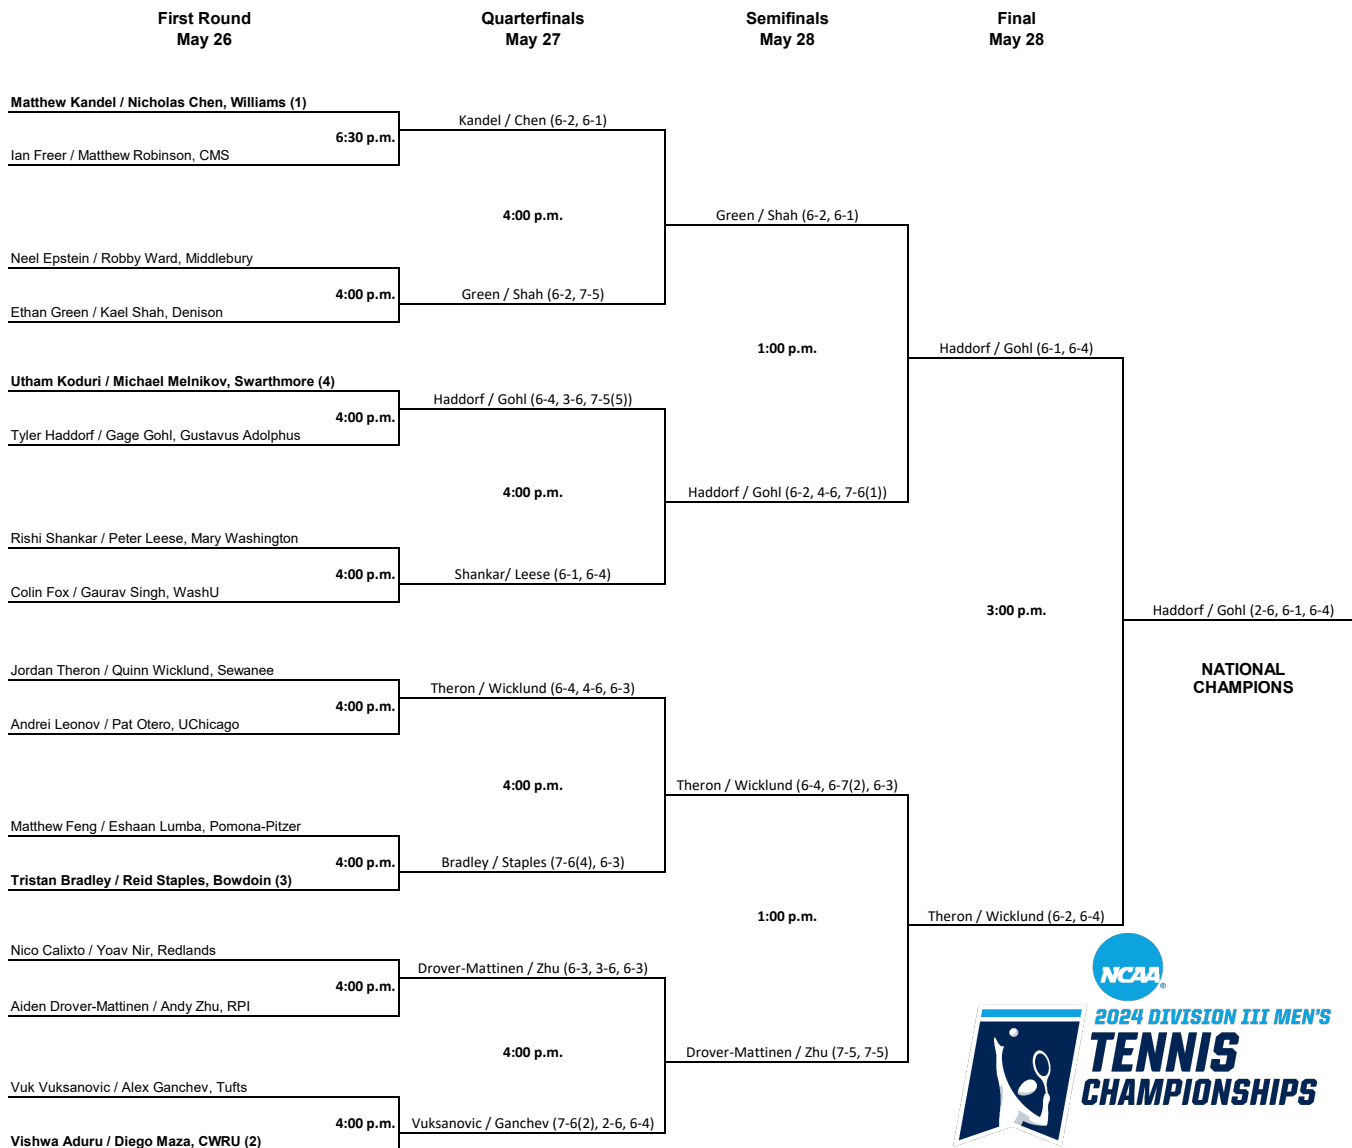 First Round
May 26
Quarterfinals
May 27
Semifinals
May 28
Final
May 28
Matthew Kandel / Nicholas Chen, Williams (1)
6:30 p.m.
Ian Freer / Matthew Robinson, CMS
Kandel / Chen (6-2, 6-1)
4:00 p.m.
Green / Shah (6-2, 6-1)
Neel Epstein / Robby Ward, Middlebury
4:00 p.m.
Ethan Green / Kael Shah, Denison
Green / Shah (6-2, 7-5)
1:00 p.m.
Haddorf / Gohl (6-1, 6-4)
Utham Koduri / Michael Melnikov, Swarthmore (4)
4:00 p.m.
Tyler Haddorf / Gage Gohl, Gustavus Adolphus
Haddorf / Gohl (6-4, 3-6, 7-5(5))
4:00 p.m.
Haddorf / Gohl (6-2, 4-6, 7-6(1))
Rishi Shankar / Peter Leese, Mary Washington
4:00 p.m.
Colin Fox / Gaurav Singh, WashU
Shankar/ Leese (6-1, 6-4)
3:00 p.m.
Haddorf / Gohl (2-6, 6-1, 6-4)
NATIONAL
CHAMPIONS
Jordan Theron / Quinn Wicklund, Sewanee
4:00 p.m.
Andrei Leonov / Pat Otero, UChicago
Theron / Wicklund (6-4, 4-6, 6-3)
4:00 p.m.
Theron / Wicklund (6-4, 6-7(2), 6-3)
Matthew Feng / Eshaan Lumba, Pomona-Pitzer
4:00 p.m.
Tristan Bradley / Reid Staples, Bowdoin (3)
Bradley / Staples (7-6(4), 6-3)
1:00 p.m.
Theron / Wicklund (6-2, 6-4)
Nico Calixto / Yoav Nir, Redlands
4:00 p.m.
Aiden Drover-Mattinen / Andy Zhu, RPI
Drover-Mattinen / Zhu (6-3, 3-6, 6-3)
4:00 p.m.
Drover-Mattinen / Zhu (7-5, 7-5)
Vuk Vuksanovic / Alex Ganchev, Tufts
4:00 p.m.
Vishwa Aduru / Diego Maza, CWRU (2)
Vuksanovic / Ganchev (7-6(2), 2-6, 6-4)
NCAA®
2024 DIVISION III MEN'S
TENNIS
CHAMPIONSHIPS